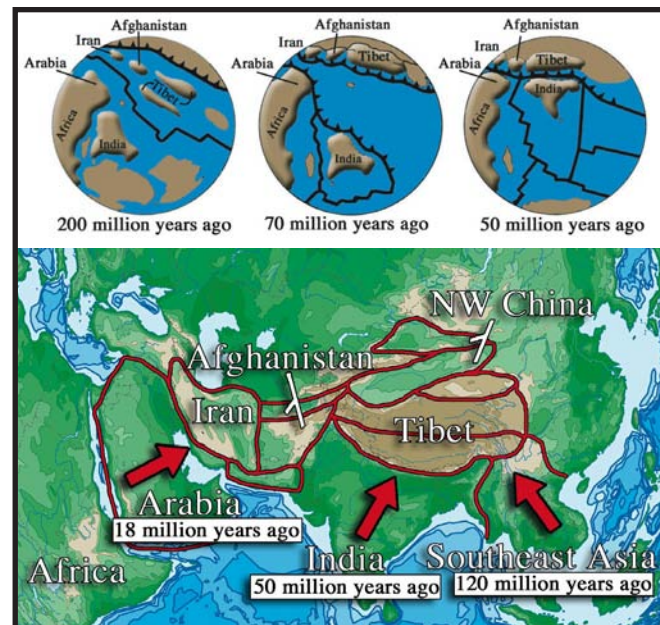 Iran
Afghanistan
Arabia
Tibet
Africa
India
200 million years ago
Iran
Afghanistan
Arabia
Tibet
Africa
India
70 million years ago
Iran
Afghanistan
Arabia
Tibet
Africa
India
50 million years ago
NW China
Afghanistan
Iran
Tibet
Arabia
18 million years ago
Africa
India
50 million years ago
Southeast Asia
120 million years ago